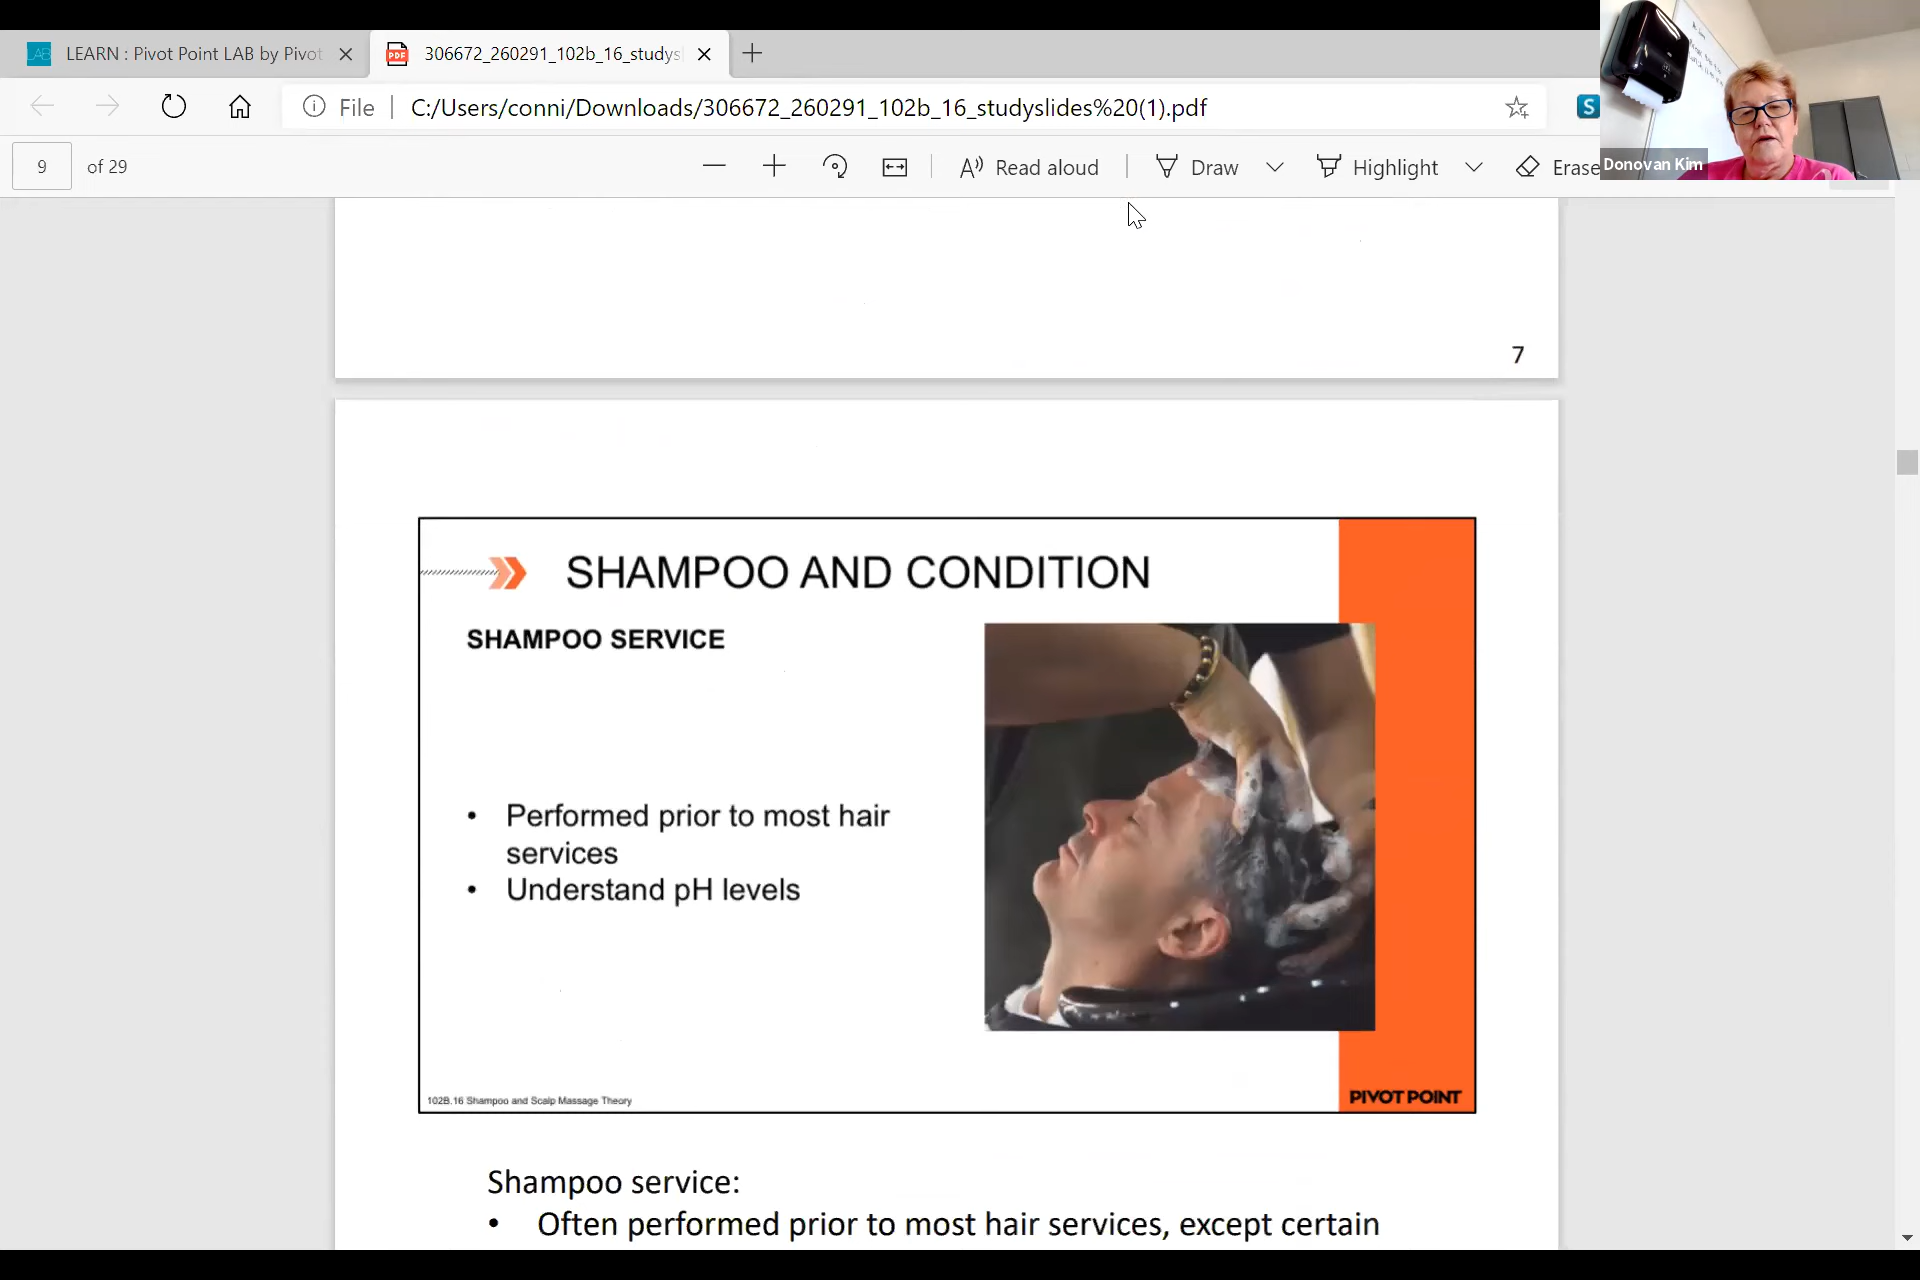 LEARN : Pivot Point LAB by Pivot
306672_260291_102b_16_studys
File
C:/Users/conni/Downloads/306672_260291_102b_16_studyslides%20(1).pdf
S
Donovan Kim
9 of 29
Read aloud
Draw
Highlight
Erase
7
SHAMPOO AND CONDITION
SHAMPOO SERVICE
• Performed prior to most hair
services
• Understand pH levels
102B.16 Shampoo and Scalp Massage Theory
PIVOT POINT
Shampoo service:
• Often performed prior to most hair services, except certain